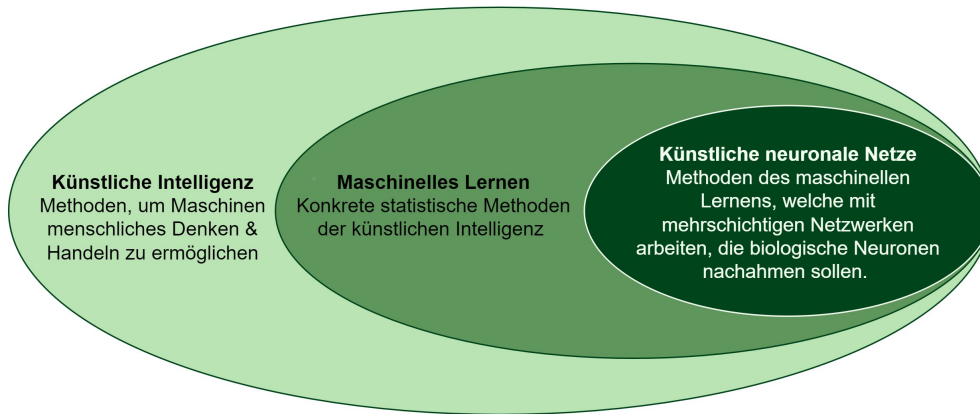 Künstliche Intelligenz
Methoden, um Maschinen
menschliches Denken &
Handeln zu ermöglichen
Maschinelles Lernen
Konkrete statistische Methoden
der künstlichen Intelligenz
Künstliche neuronale Netze
Methoden des maschinellen
Lernens, welche mit
mehrschichtigen Netzwerken
arbeiten, die biologische Neuronen
nachahmen sollen.